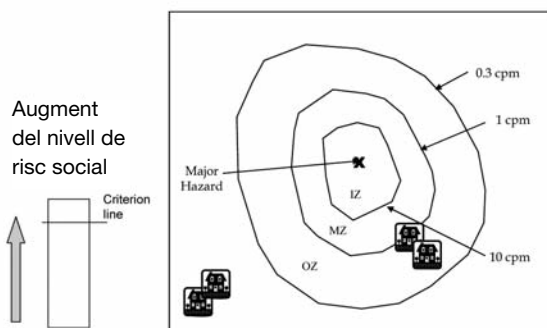 Augment
del nivell de
risc social
Criterion
line
0.3 cpm
1 cpm
Major
Hazard
IZ
MZ
OZ
10 cpm